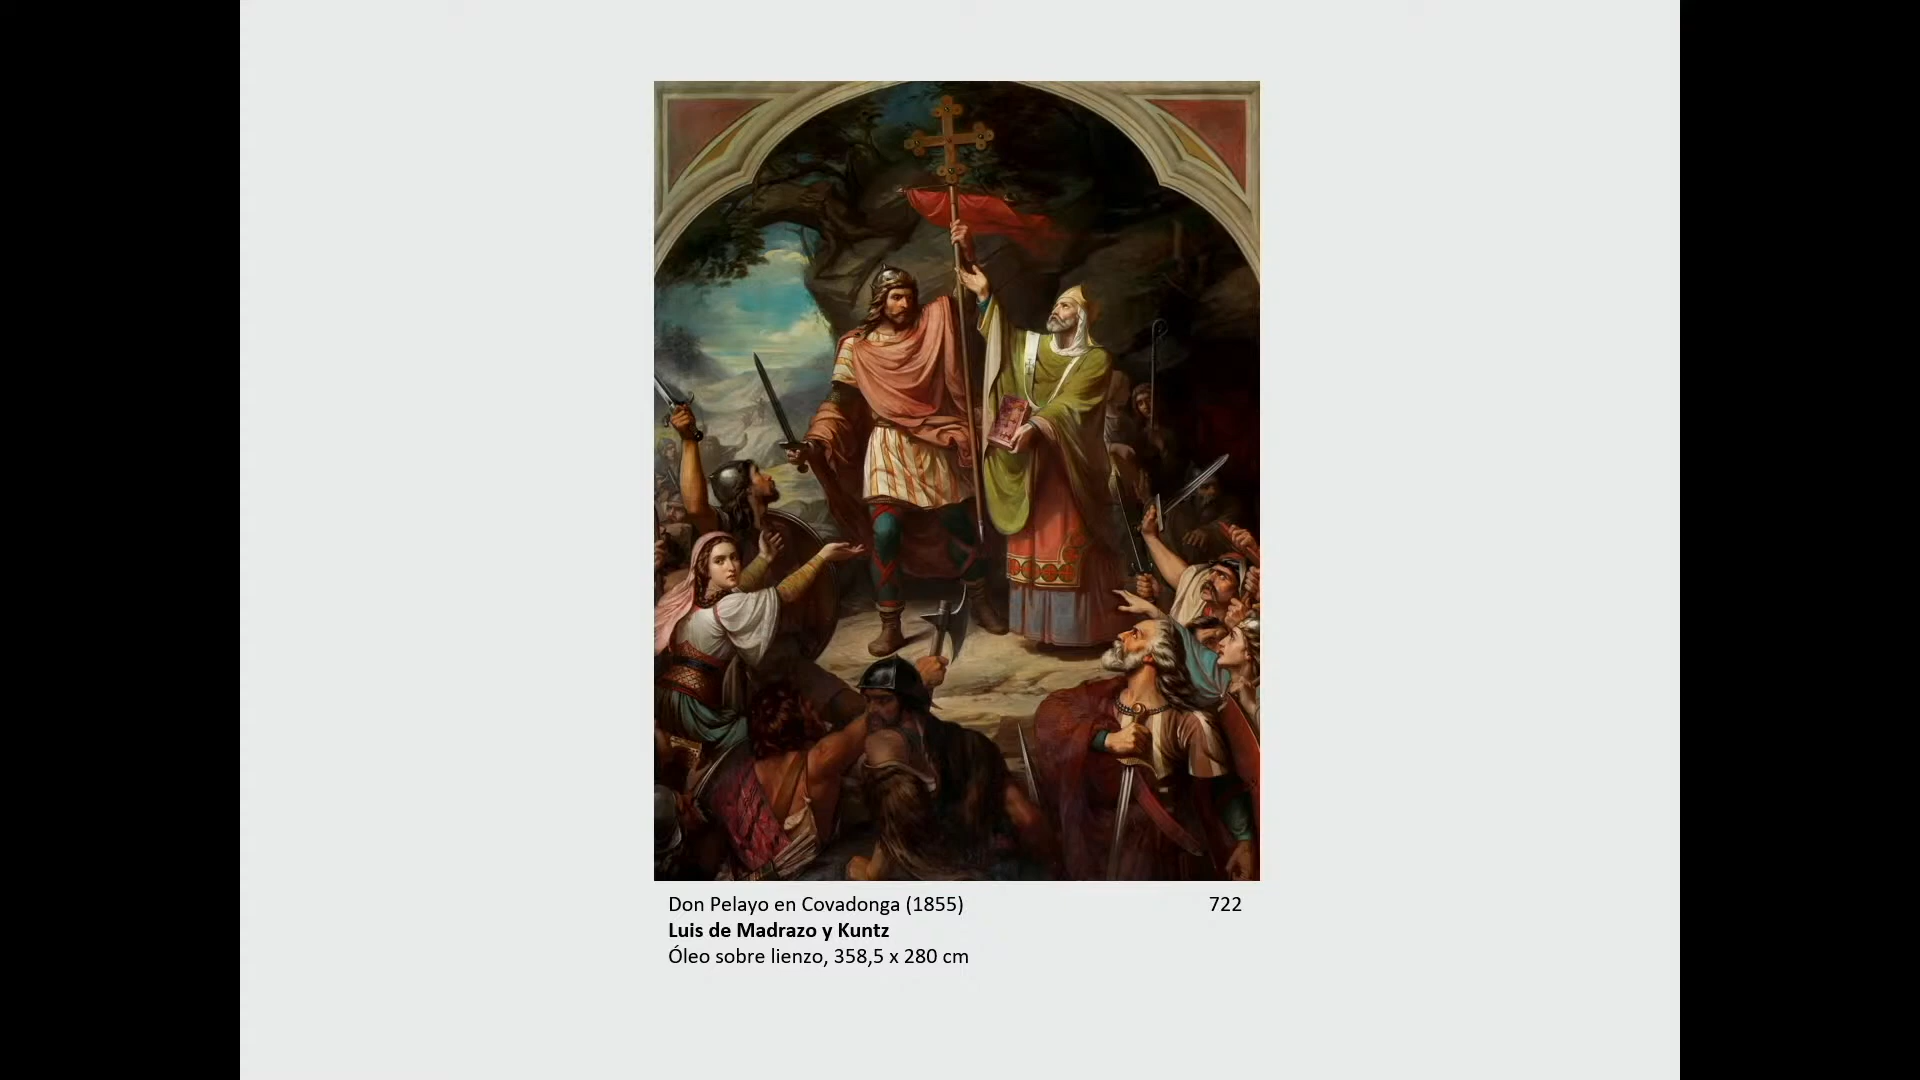 Don Pelayo en Covadonga (1855) 722
Luis de Madrazo y Kuntz
Óleo sobre lienzo, 358,5 x 280 cm